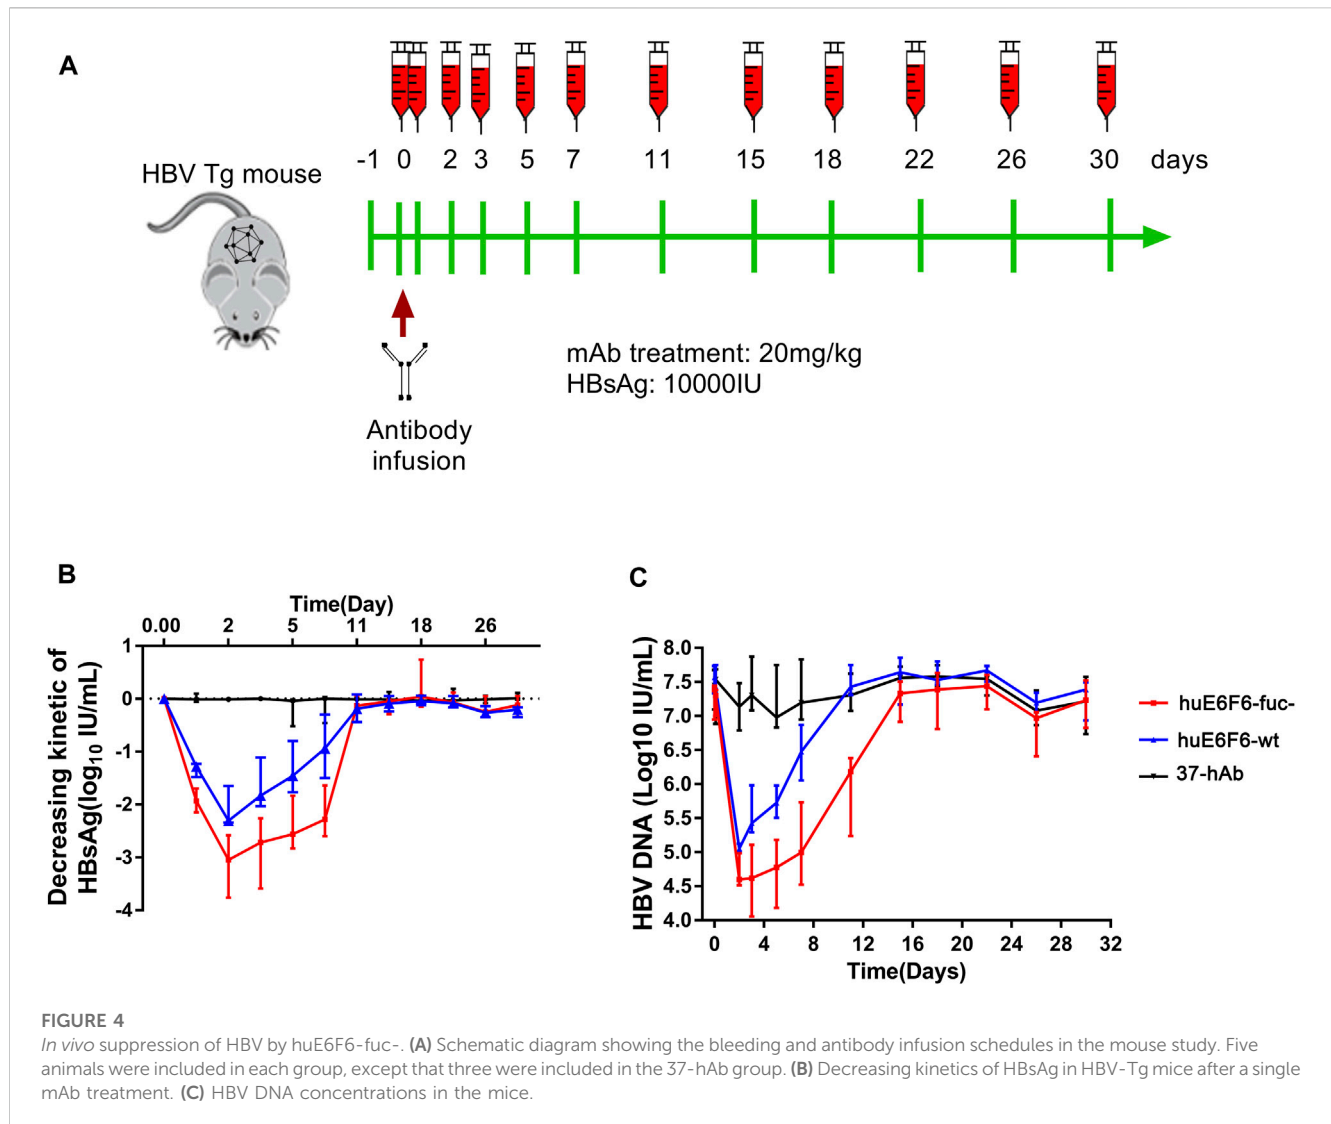 A
-1 0 2 3 5 7 11 15 18 22 26 30 days
HBV Tg mouse
mAb treatment: 20mg/kg
HBsAg: 10000IU
Antibody
infusion
B
Time(Day)
0.00 2 5 11 18 26
1
0
-1
-2
-3
-4
Decreasing kinetic of
HBsAg(log10 IU/mL)
C
HBV DNA (Log10 IU/mL)
8.0
7.5
7.0
6.5
6.0
5.5
5.0
4.5
4.0
0 4 8 12 16 20 24 28 32
Time(Days)
huE6F6-fuc-
huE6F6-wt
37-hAb
FIGURE 4
In vivo suppression of HBV by huE6F6-fuc-. (A) Schematic diagram showing the bleeding and antibody infusion schedules in the mouse study. Five
animals were included in each group, except that three were included in the 37-hAb group. (B) Decreasing kinetics of HBsAg in HBV-Tg mice after a single
mAb treatment. (C) HBV DNA concentrations in the mice.